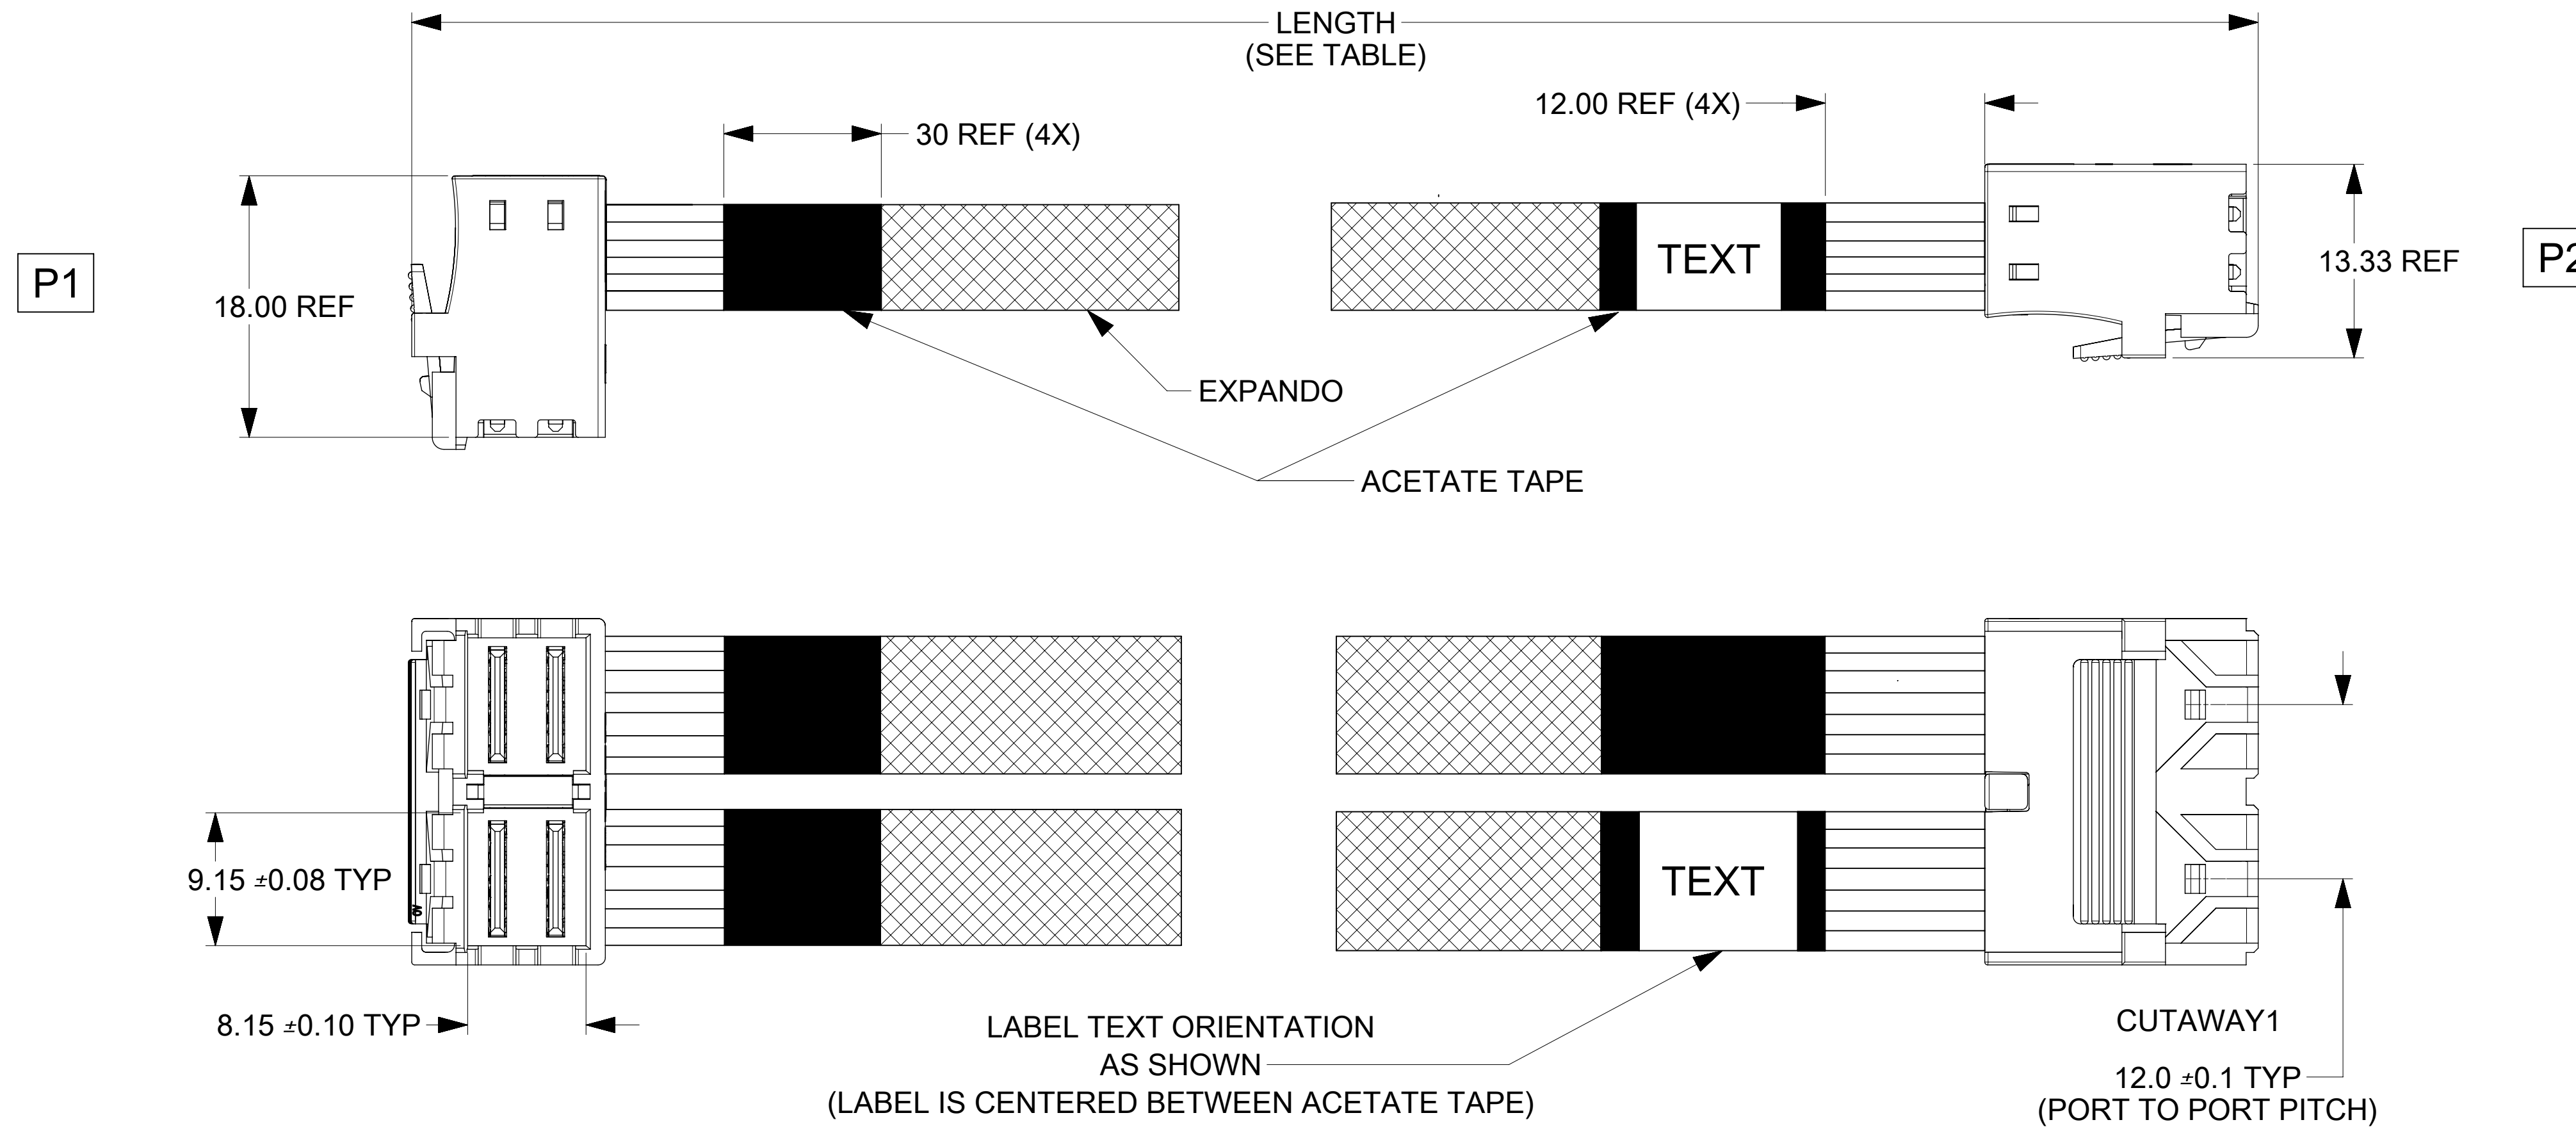 LENGTH
(SEE TABLE)
12.00 REF (4X)
30 REF (4X)
P1
18.00 REF
TEXT
13.33 REF
P2
EXPANDO
ACETATE TAPE
9.15 ±0.08 TYP
TEXT
8.15 ±0.10 TYP
LABEL TEXT ORIENTATION
AS SHOWN
(LABEL IS CENTERED BETWEEN ACETATE TAPE)
CUTAWAY1
12.0 ±0.1 TYP
(PORT TO PORT PITCH)